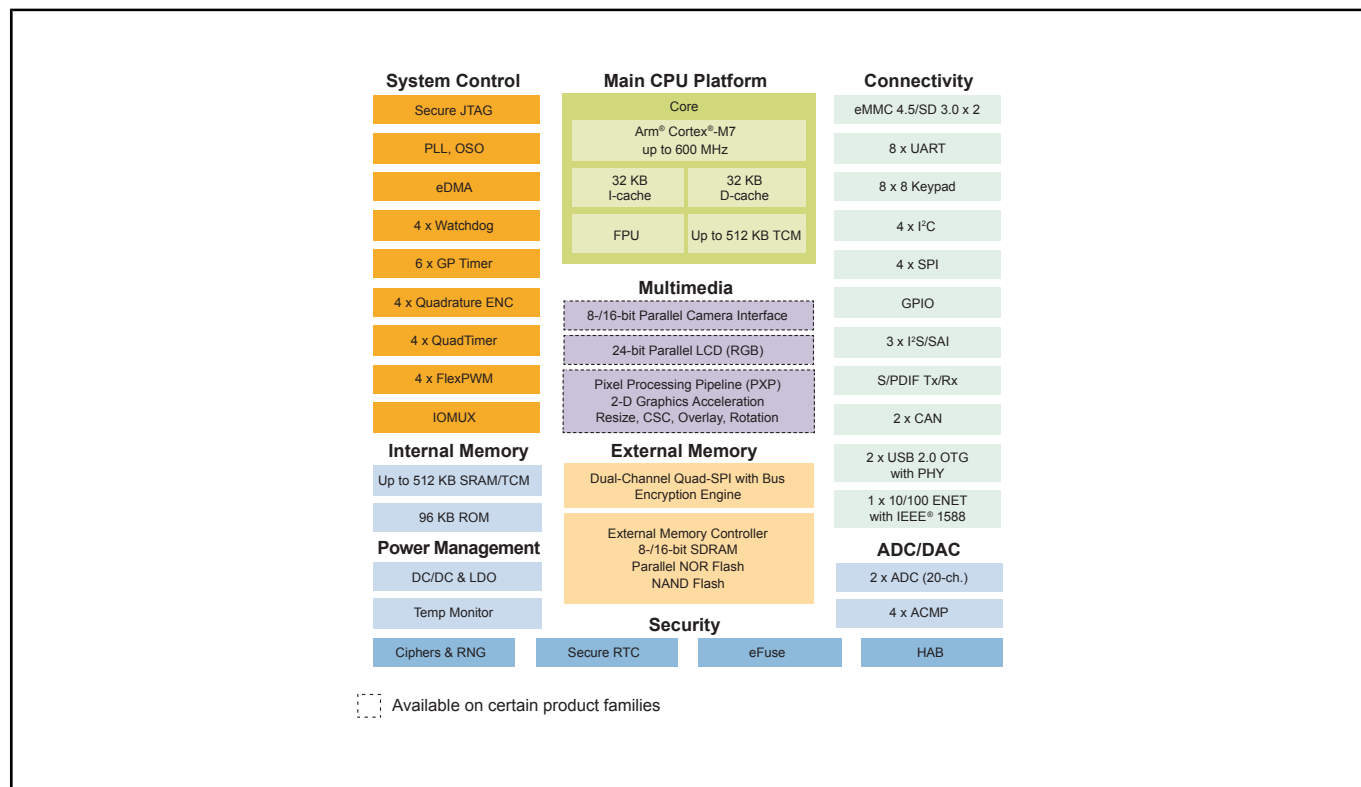 System Control
Secure JTAG
PLL, OSO
eDMA
4 x Watchdog
6 x GP Timer
4 x Quadrature ENC
4 x QuadTimer
4 x FlexPWM
IOMUX
Internal Memory
Up to 512 KB SRAM/TCM
96 KB ROM
Power Management
DC/DC & LDO
Temp Monitor
Main CPU Platform
Core
Arm® Cortex®-M7
up to 600 MHz
32 KB
I-cache
32 KB
D-cache
FPU
Up to 512 KB TCM
Multimedia
8-/16-bit Parallel Camera Interface
24-bit Parallel LCD (RGB)
Pixel Processing Pipeline (PXP)
2-D Graphics Acceleration
Resize, CSC, Overlay, Rotation
External Memory
Dual-Channel Quad-SPI with Bus
Encryption Engine
External Memory Controller
8-/16-bit SDRAM
Parallel NOR Flash
NAND Flash
Connectivity
eMMC 4.5/SD 3.0 x 2
8 x UART
8 x 8 Keypad
4 x I²C
4 x SPI
GPIO
3 x I²S/SAI
S/PDIF Tx/Rx
2 x CAN
2 x USB 2.0 OTG
with PHY
1 x 10/100 ENET
with IEEE® 1588
ADC/DAC
2 x ADC (20-ch.)
4 x ACMP
Security
Ciphers & RNG
Secure RTC
eFuse
HAB
Available on certain product families